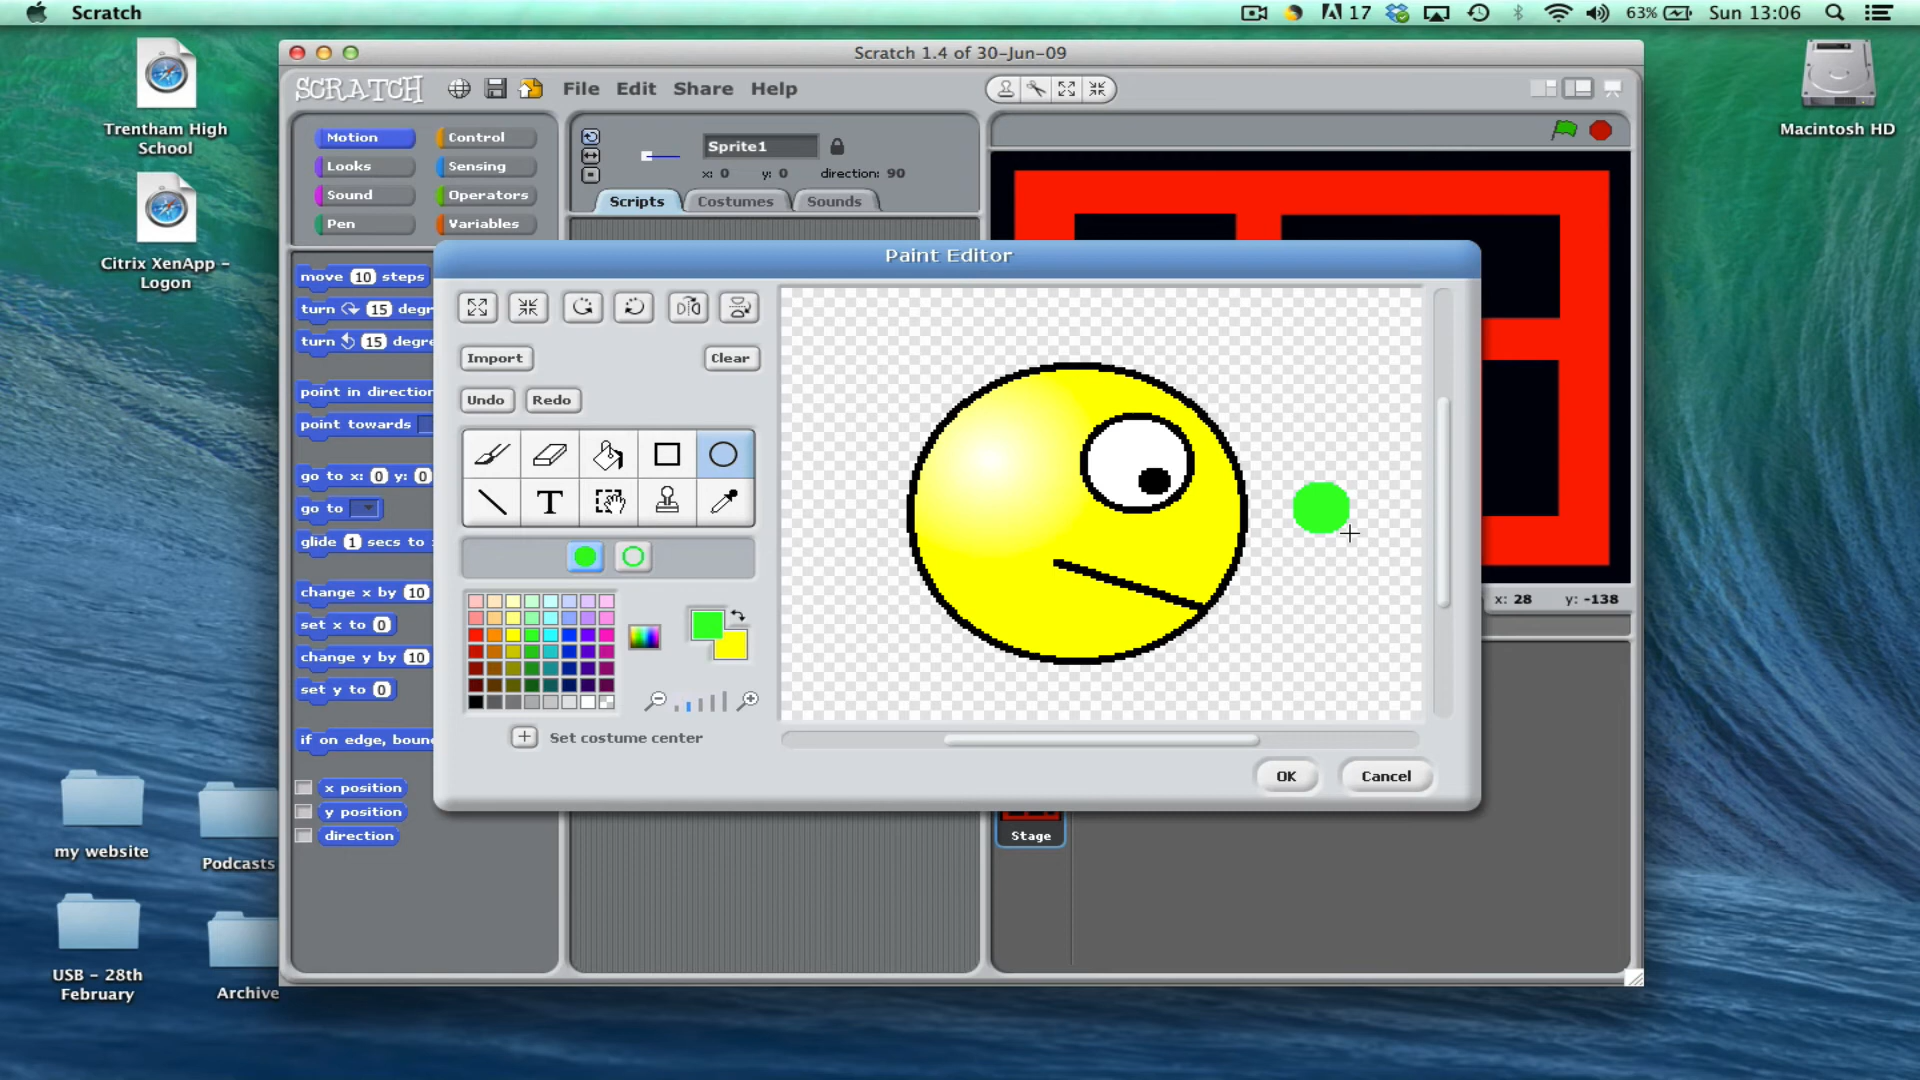 Scratch
17
63%
Sun 13:06
Scratch 1.4 of 30-Jun-09
SCRATCH
File
Edit
Share
Help
Trentham High
School
Citrix XenApp –
Logon
Macintosh HD
Motion
Control
Looks
Sensing
Sound
Operators
Pen
Variables
Sprite1
x: 0
y: 0
direction: 90
Scripts
Costumes
Sounds
move 10 steps
turn 15 degr
turn 15 degre
point in direction
point towards
go to x: 0 y: 0
go to
glide 1 secs to
change x by 10
set x to 0
change y by 10
set y to 0
if on edge, boun
x position
y position
direction
Paint Editor
Import
Clear
Undo
Redo
T
Set costume center
OK
Cancel
x: 28
y: -138
Stage
my website
Podcasts
USB – 28th
February
Archive